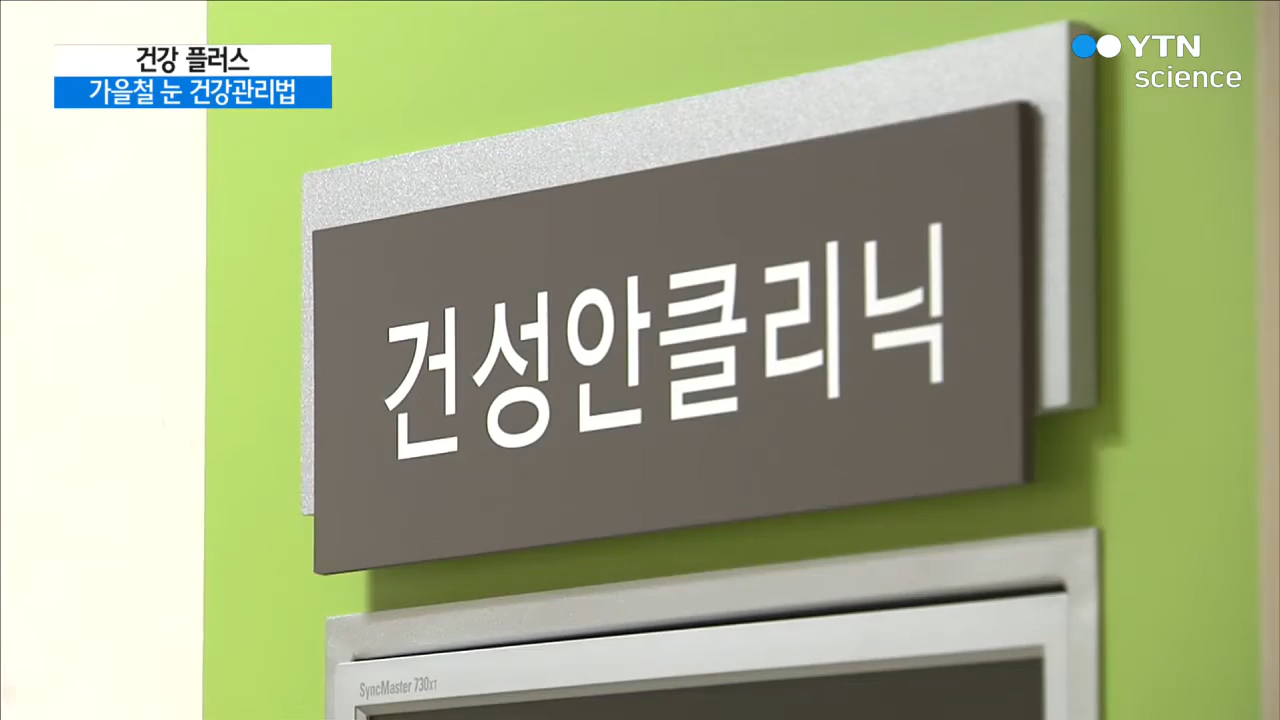 건강 플러스
가을철 눈 건강관리법
YTN
science
건성안클리닉
SyncMaster 730XT